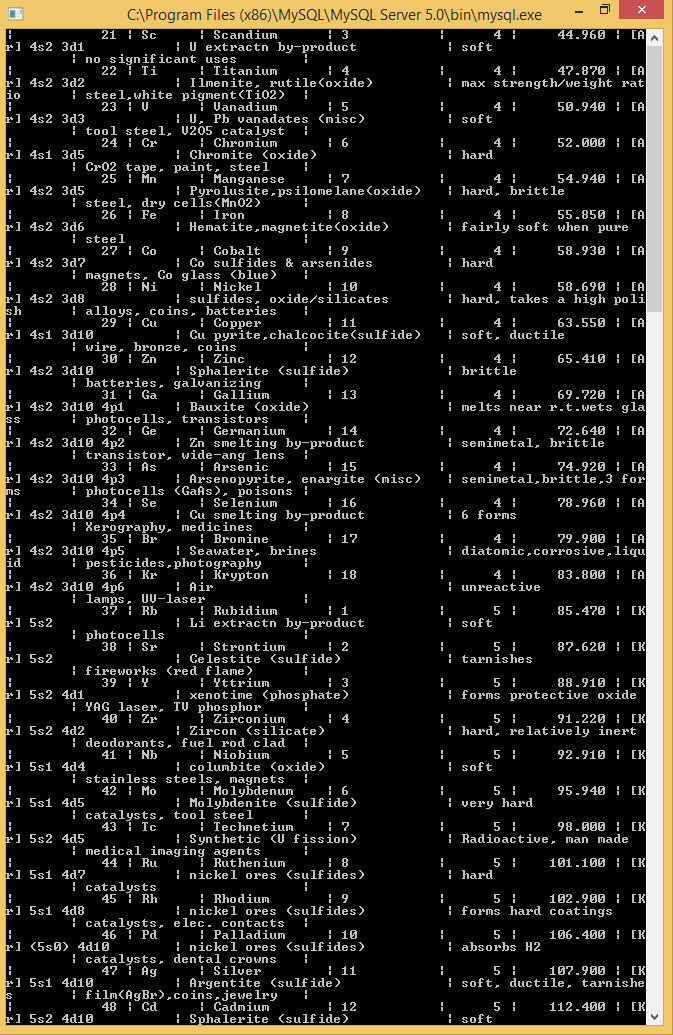 C:\Program Files (x86)\MySQL\MySQL Server 5.0\bin\mysql.exe
¦ 21 ¦ Sc ¦ Scandium ¦ 3 ¦ 4 ¦ 44.960 ¦ [A
r] 4s2 3d1 ¦ U extractn by-product ¦ soft
¦ no significant uses ¦
¦ 22 ¦ Ti ¦ Titanium ¦ 4 ¦ 4 ¦ 47.870 ¦ [A
r] 4s2 3d2 ¦ Ilmenite, rutile(oxide) ¦ max strength/weight rat
io ¦ steel,white pigment(TiO2) ¦
¦ 23 ¦ V ¦ Vanadium ¦ 5 ¦ 4 ¦ 50.940 ¦ [A
r] 4s2 3d3 ¦ U, Pb vanadates (misc) ¦ soft
¦ tool steel, V2O5 catalyst ¦
¦ 24 ¦ Cr ¦ Chromium ¦ 6 ¦ 4 ¦ 52.000 ¦ [A
r] 4s1 3d5 ¦ Chromite (oxide) ¦ hard
¦ CrO2 tape, paint, steel ¦
¦ 25 ¦ Mn ¦ Manganese ¦ 7 ¦ 4 ¦ 54.940 ¦ [A
r] 4s2 3d5 ¦ Pyrolusite,psilomelane(oxide) ¦ hard, brittle
¦ steel, dry cells(MnO2) ¦
¦ 26 ¦ Fe ¦ Iron ¦ 8 ¦ 4 ¦ 55.850 ¦ [A
r] 4s2 3d6 ¦ Hematite,magnetite(oxide) ¦ fairly soft when pure
¦ steel ¦
¦ 27 ¦ Co ¦ Cobalt ¦ 9 ¦ 4 ¦ 58.930 ¦ [A
r] 4s2 3d7 ¦ Co sulfides & arsenides ¦ hard
¦ magnets, Co glass (blue) ¦
¦ 28 ¦ Ni ¦ Nickel ¦ 10 ¦ 4 ¦ 58.690 ¦ [A
r] 4s2 3d8 ¦ sulfides, oxide/silicates ¦ hard, takes a high poli
sh ¦ alloys, coins, batteries ¦
¦ 29 ¦ Cu ¦ Copper ¦ 11 ¦ 4 ¦ 63.550 ¦ [A
r] 4s1 3d10 ¦ Cu pyrite,chalcocite(sulfide) ¦ soft, ductile
¦ wire, bronze, coins ¦
¦ 30 ¦ Zn ¦ Zinc ¦ 12 ¦ 4 ¦ 65.410 ¦ [A
r] 4s2 3d10 ¦ Sphalerite (sulfide) ¦ brittle
¦ batteries, galvanizing ¦
¦ 31 ¦ Ga ¦ Gallium ¦ 13 ¦ 4 ¦ 69.720 ¦ [A
r] 4s2 3d10 4p1 ¦ Bauxite (oxide) ¦ melts near r.t.wets gla
ss ¦ photocells, transistors ¦
¦ 32 ¦ Ge ¦ Germanium ¦ 14 ¦ 4 ¦ 72.640 ¦ [A
r] 4s2 3d10 4p2 ¦ Zn smelting by-product ¦ semimetal, brittle
¦ transistor, wide-ang lens ¦
¦ 33 ¦ As ¦ Arsenic ¦ 15 ¦ 4 ¦ 74.920 ¦ [A
r] 4s2 3d10 4p3 ¦ Arsenopyrite, enargite (misc) ¦ semimetal,brittle,3 for
ms ¦ photocells (GaAs), poisons ¦
¦ 34 ¦ Se ¦ Selenium ¦ 16 ¦ 4 ¦ 78.960 ¦ [A
r] 4s2 3d10 4p4 ¦ Cu smelting by-product ¦ 6 forms
¦ Xerography, medicines ¦
¦ 35 ¦ Br ¦ Bromine ¦ 17 ¦ 4 ¦ 79.900 ¦ [A
r] 4s2 3d10 4p5 ¦ Seawater, brines ¦ diatomic,corrosive,liqu
id ¦ pesticides,photography ¦
¦ 36 ¦ Kr ¦ Krypton ¦ 18 ¦ 4 ¦ 83.800 ¦ [A
r] 4s2 3d10 4p6 ¦ Air ¦ unreactive
¦ lamps, UV-laser ¦
¦ 37 ¦ Rb ¦ Rubidium ¦ 1 ¦ 5 ¦ 85.470 ¦ [K
r] 5s2 ¦ Li extractn by-product ¦ soft
¦ photocells ¦
¦ 38 ¦ Sr ¦ Strontium ¦ 2 ¦ 5 ¦ 87.620 ¦ [K
r] 5s2 ¦ Celestite (sulfide) ¦ tarnishes
¦ fireworks (red flame) ¦
¦ 39 ¦ Y ¦ Yttrium ¦ 3 ¦ 5 ¦ 88.910 ¦ [K
r] 5s2 4d1 ¦ xenotime (phosphate) ¦ forms protective oxide
¦ YAG laser, TV phosphor ¦
¦ 40 ¦ Zr ¦ Zirconium ¦ 4 ¦ 5 ¦ 91.220 ¦ [K
r] 5s2 4d2 ¦ Zircon (silicate) ¦ hard, relatively inert
¦ deodorants, fuel rod clad ¦
¦ 41 ¦ Nb ¦ Niobium ¦ 5 ¦ 5 ¦ 92.910 ¦ [K
r] 5s1 4d4 ¦ columbite (oxide) ¦ soft
¦ stainless steels, magnets ¦
¦ 42 ¦ Mo ¦ Molybdenum ¦ 6 ¦ 5 ¦ 95.940 ¦ [K
r] 5s1 4d5 ¦ Molybdenite (sulfide) ¦ very hard
¦ catalysts, tool steel ¦
¦ 43 ¦ Tc ¦ Technetium ¦ 7 ¦ 5 ¦ 98.000 ¦ [K
r] 5s2 4d5 ¦ Synthetic (U fission) ¦ Radioactive, man made
¦ medical imaging agents ¦
¦ 44 ¦ Ru ¦ Ruthenium ¦ 8 ¦ 5 ¦ 101.100 ¦ [K
r] 5s1 4d7 ¦ nickel ores (sulfide) ¦ hard
¦ catalysts ¦
¦ 45 ¦ Rh ¦ Rhodium ¦ 9 ¦ 5 ¦ 102.900 ¦ [K
r] 5s1 4d8 ¦ nickel ores (sulfide) ¦ forms hard coatings
¦ catalysts, elec. contacts ¦
¦ 46 ¦ Pd ¦ Palladium ¦ 10 ¦ 5 ¦ 106.400 ¦ [K
r] (5s0) 4d10 ¦ nickel ores (sulfide) ¦ absorbs H2
¦ catalysts, dental crowns ¦
¦ 47 ¦ Ag ¦ Silver ¦ 11 ¦ 5 ¦ 107.900 ¦ [K
r] 5s1 4d10 ¦ Argentite (sulfide) ¦ soft, ductile, tarnishe
s ¦ film(AgBr),coins,jewelry ¦
¦ 48 ¦ Cd ¦ Cadmium ¦ 12 ¦ 5 ¦ 112.400 ¦ [K
r] 5s2 4d10 ¦ Sphalerite (sulfide) ¦ soft